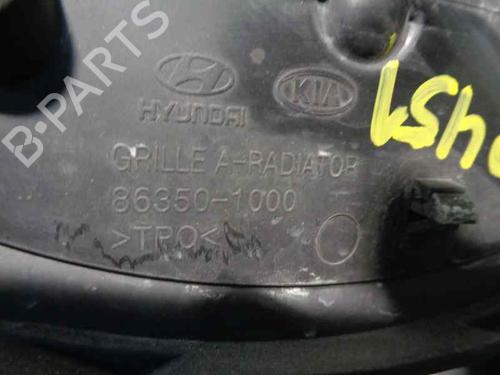 B-PARTS
HYUNDAI
KIA
GRILLE A-RADIATOR
86350-1000
>TPO<